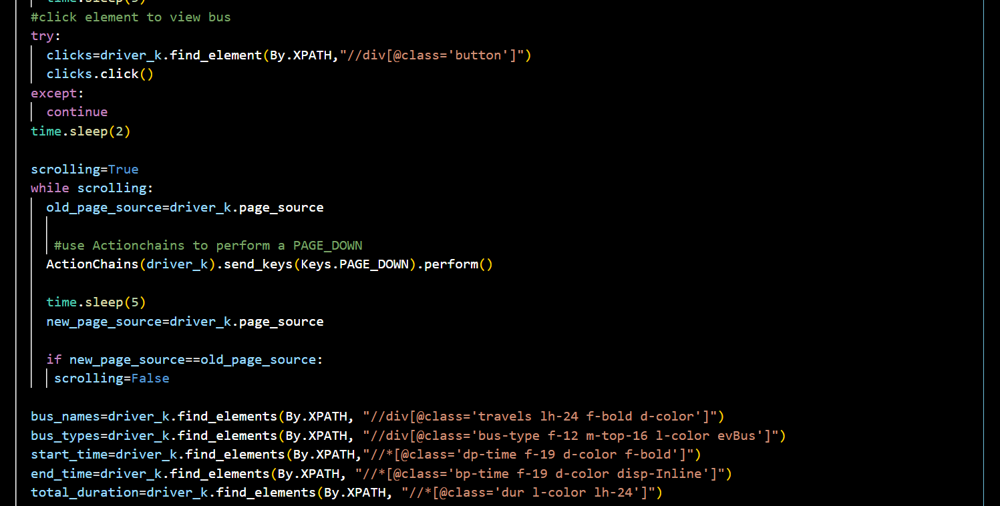 time.sleep(5)
#click element to view bus
try:
clicks=driver_k.find_element(By.XPATH,"//div[@class='button']")
clicks.click()
except:
continue
time.sleep(2)
scrolling=True
while scrolling:
old_page_source=driver_k.page_source
#use Actionchains to perform a PAGE_DOWN
ActionChains(driver_k).send_keys(Keys.PAGE_DOWN).perform()
time.sleep(5)
new_page_source=driver_k.page_source
if new_page_source==old_page_source:
scrolling=False
bus_names=driver_k.find_elements(By.XPATH, "//div[@class='travels lh-24 f-bold d-color']")
bus_types=driver_k.find_elements(By.XPATH, "//div[@class='bus-type f-12 m-top-16 l-color evBus']")
start_time=driver_k.find_elements(By.XPATH,"//*[@class='dp-time f-19 d-color f-bold']")
end_time=driver_k.find_elements(By.XPATH, "//*[@class='bp-time f-19 d-color disp-Inline']")
total_duration=driver_k.find_elements(By.XPATH, "//*[@class='dur l-color lh-24']")